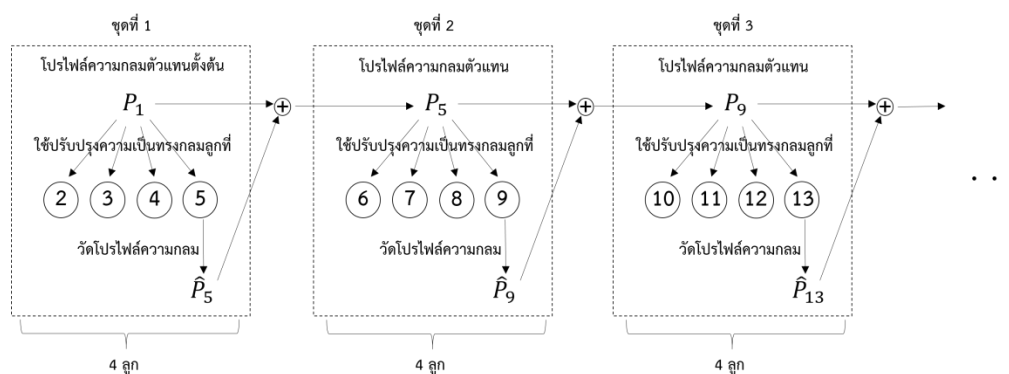 ชุดที่ 1
โปรไฟล์ความกลมตัวแทนตั้งต้น
P₁
ใช้ปรับปรุงความเป็นทรงกลมลูกที่
2 3 4 5
วัดโปรไฟล์ความกลม
P̂₅
4 ลูก
ชุดที่ 2
โปรไฟล์ความกลมตัวแทน
P₅
ใช้ปรับปรุงความเป็นทรงกลมลูกที่
6 7 8 9
วัดโปรไฟล์ความกลม
P̂₉
4 ลูก
ชุดที่ 3
โปรไฟล์ความกลมตัวแทน
P₉
ใช้ปรับปรุงความเป็นทรงกลมลูกที่
10 11 12 13
วัดโปรไฟล์ความกลม
P̂₁₃
4 ลูก
. .